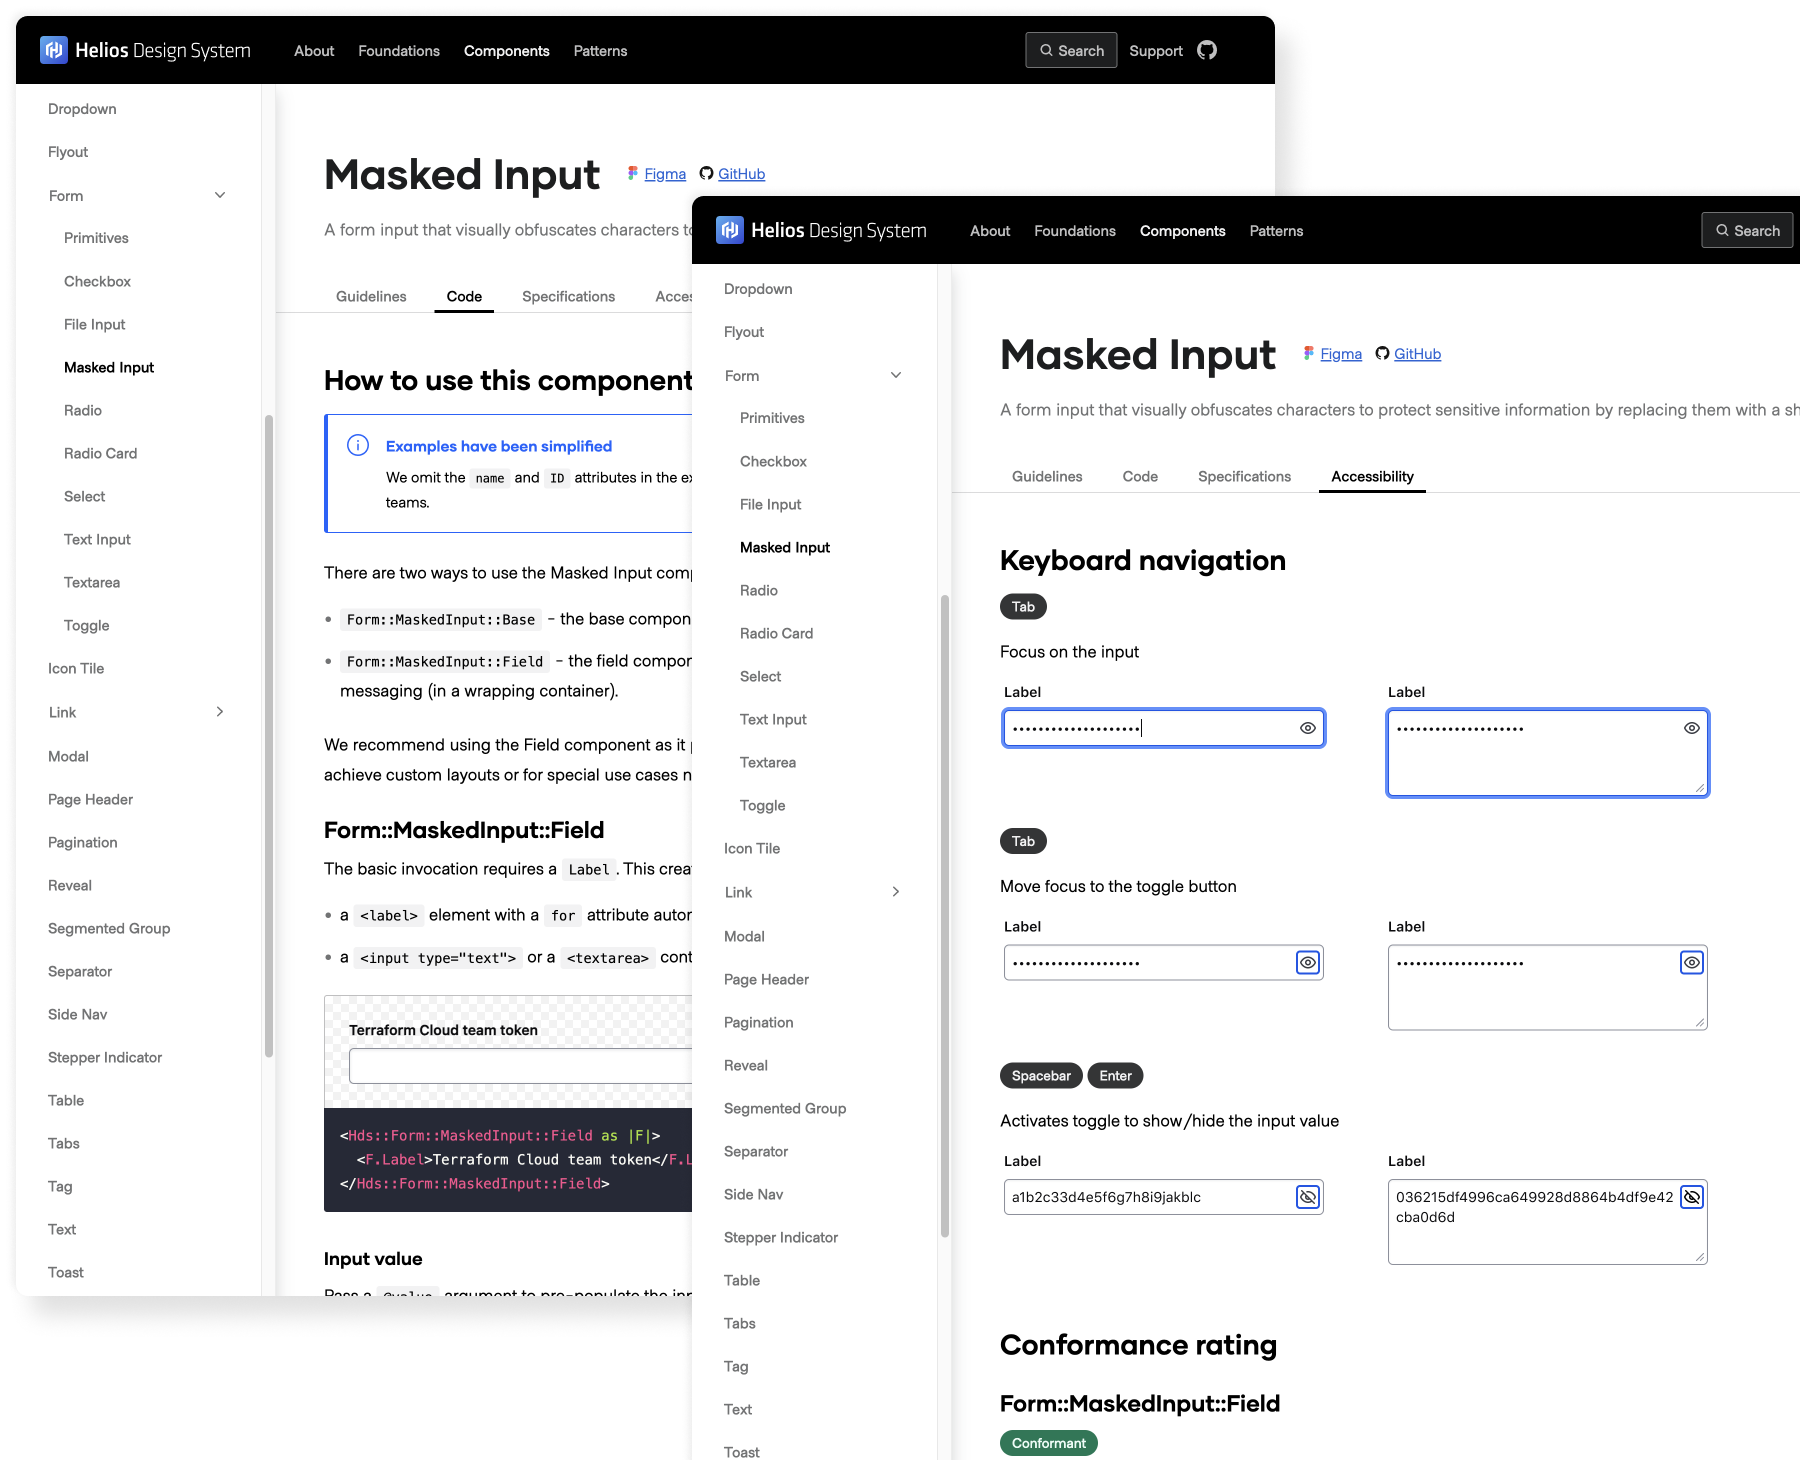 Helios Design System
About
Foundations
Components
Patterns
Search
Support
Dropdown
Flyout
Form
Primitives
Checkbox
File Input
Masked Input
Radio
Radio Card
Select
Text Input
Textarea
Toggle
Icon Tile
Link
Modal
Page Header
Pagination
Reveal
Segmented Group
Separator
Side Nav
Stepper Indicator
Table
Tabs
Tag
Text
Toast
Masked Input
Figma
GitHub
A form input that visually obfuscates characters
Guidelines
Code
Specifications
How to use this component
Examples have been simplified
We omit the name and ID attributes in the
teams.
There are two ways to use the Masked Input
Form::MaskedInput::Base - the base
Form::MaskedInput::Field - the field
messaging (in a wrapping container).
We recommend using the Field component as it
achieve custom layouts or for special use cases
Form::MaskedInput::Field
The basic invocation requires a Label. This
a <label> element with a for attribute
a <input type="text"> or a <textarea>
Terraform Cloud team token
<Hds::Form::MaskedInput::Field as |F|>
<F.Label>Terraform Cloud team token</F.L
</Hds::Form::MaskedInput::Field>
Input value
Pass a @value argument to pre-populate the
Helios Design System
About
Foundations
Components
Patterns
Search
Dropdown
Flyout
Form
Primitives
Checkbox
File Input
Masked Input
Radio
Radio Card
Select
Text Input
Textarea
Toggle
Icon Tile
Link
Modal
Page Header
Pagination
Reveal
Segmented Group
Separator
Side Nav
Stepper Indicator
Table
Tabs
Tag
Text
Toast
Masked Input
Figma
GitHub
A form input that visually obfuscates characters to protect sensitive information by replacing them with a
Guidelines
Code
Specifications
Accessibility
Keyboard navigation
Tab
Focus on the input
Label
Label
Tab
Move focus to the toggle button
Label
Label
Spacebar
Enter
Activates toggle to show/hide the input value
Label
a1b2c33d4e5f6g7h8i9jakblc
Label
036215df4996ca649928d8864b4df9e42
cba0d6d
Conformance rating
Form::MaskedInput::Field
Conformant